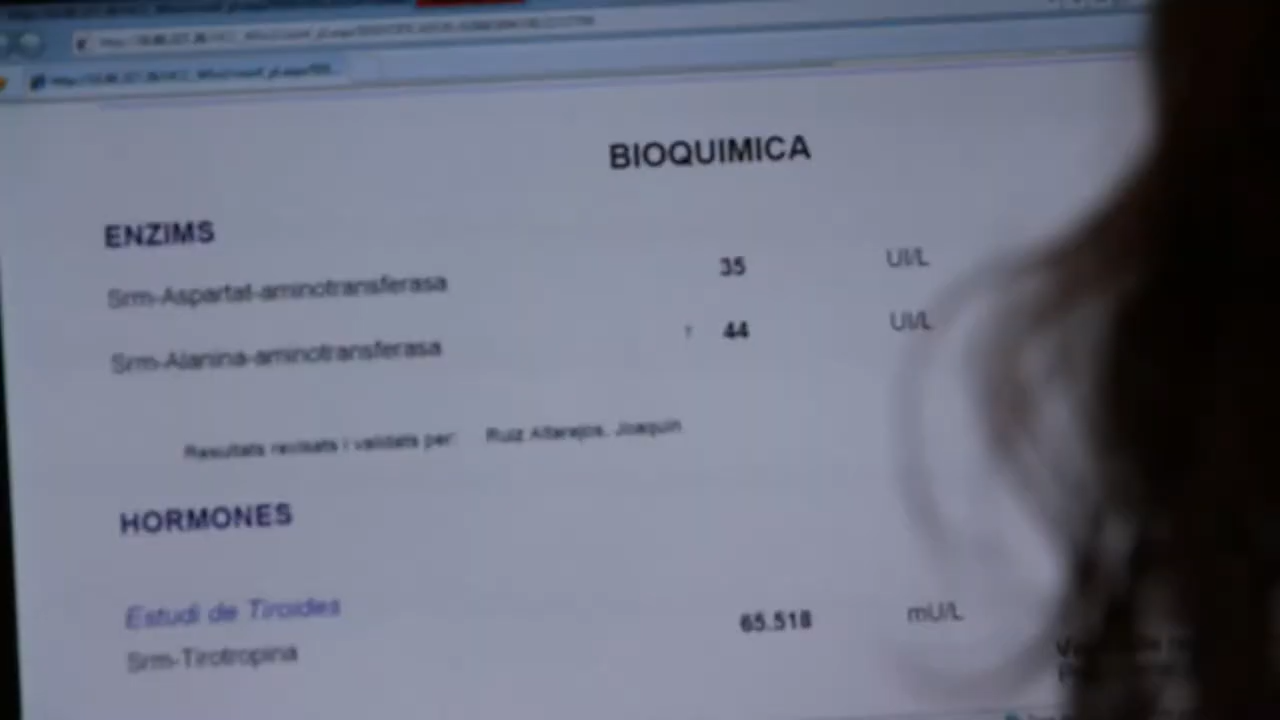 BIOQUIMICA
ENZIMS
Srm-Aspartat-aminotransferasa 35 UI/L
Srm-Alanina-aminotransferasa ↑ 44 UI/L
Resultats revisats i validats per: Ruiz Altarejos, Joaquin
HORMONES
Estudi de Tiroides
Srm-Tirotropina 65.518 mU/L